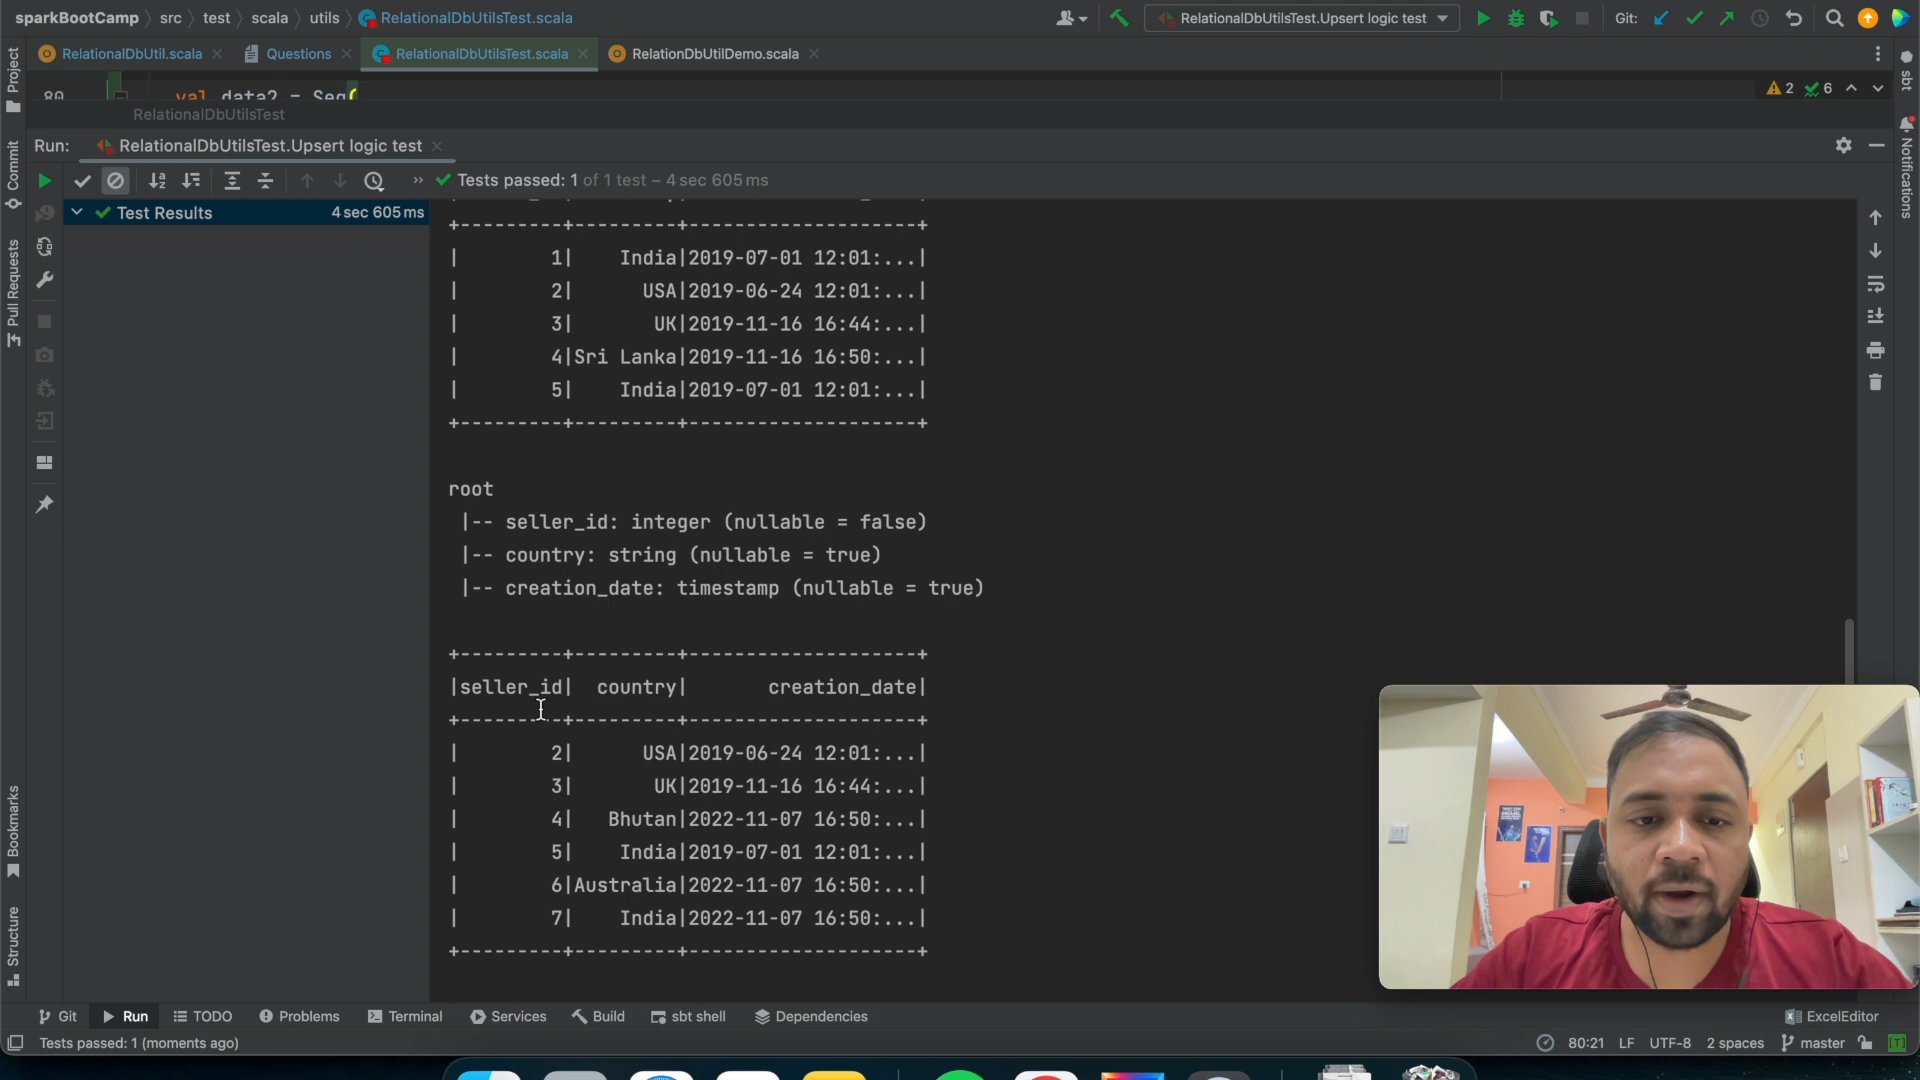 sparkBootCamp src test scala utils RelationalDbUtilsTest.scala RelationalDbUtilsTest.Upsert logic test Git:
RelationalDbUtil.scala Questions RelationalDbUtilsTest.scala RelationDbUtilDemo.scala
80 val data2 = Seq( 2 6
RelationalDbUtilsTest
Run: RelationalDbUtilsTest.Upsert logic test
Tests passed: 1 of 1 test – 4 sec 605 ms
Test Results 4 sec 605 ms
+---------+---------+--------------------+
| 1| India|2019-07-01 12:01:...|
| 2| USA|2019-06-24 12:01:...|
| 3| UK|2019-11-16 16:44:...|
| 4|Sri Lanka|2019-11-16 16:50:...|
| 5| India|2019-07-01 12:01:...|
+---------+---------+--------------------+
root
|-- seller_id: integer (nullable = false)
|-- country: string (nullable = true)
|-- creation_date: timestamp (nullable = true)
+---------+---------+--------------------+
|seller_id| country| creation_date|
+---------+---------+--------------------+
| 2| USA|2019-06-24 12:01:...|
| 3| UK|2019-11-16 16:44:...|
| 4| Bhutan|2022-11-07 16:50:...|
| 5| India|2019-07-01 12:01:...|
| 6|Australia|2022-11-07 16:50:...|
| 7| India|2022-11-07 16:50:...|
+---------+---------+--------------------+
Project
Commit
Pull Requests
Bookmarks
Structure
sbt
Notifications
Git Run TODO Problems Terminal Services Build sbt shell Dependencies ExcelEditor
Tests passed: 1 (moments ago) 80:21 LF UTF-8 2 spaces master [T]